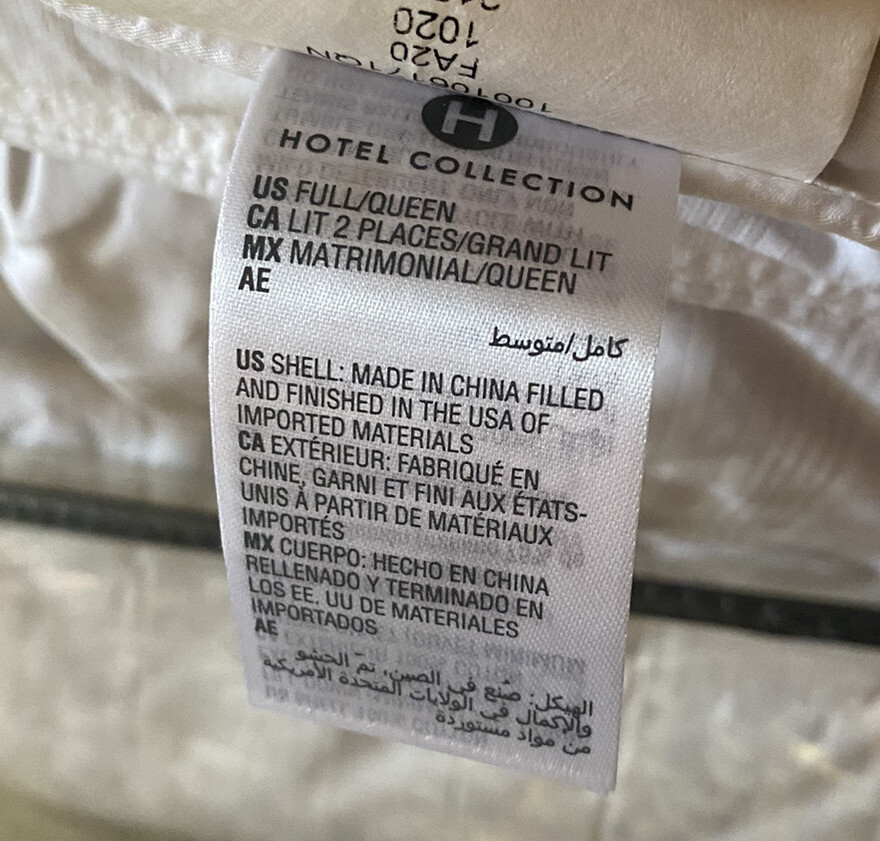 1020
FA20
H
HOTEL COLLECTION
US FULL/QUEEN
CA LIT 2 PLACES/GRAND LIT
MX MATRIMONIAL/QUEEN
AE
كامل/متوسط
US SHELL: MADE IN CHINA FILLED
AND FINISHED IN THE USA OF
IMPORTED MATERIALS
CA EXTÉRIEUR: FABRIQUÉ EN
CHINE, GARNI ET FINI AUX ÉTATS-
UNIS À PARTIR DE MATÉRIAUX
IMPORTÉS
MX CUERPO: HECHO EN CHINA
RELLENADO Y TERMINADO EN
LOS EE. UU DE MATERIALES
IMPORTADOS
AE
الهيكل: صُنع في الصين، تمّ الحشو
والإكمال في الولايات المتحدة الأمريكية
من مواد مستوردة